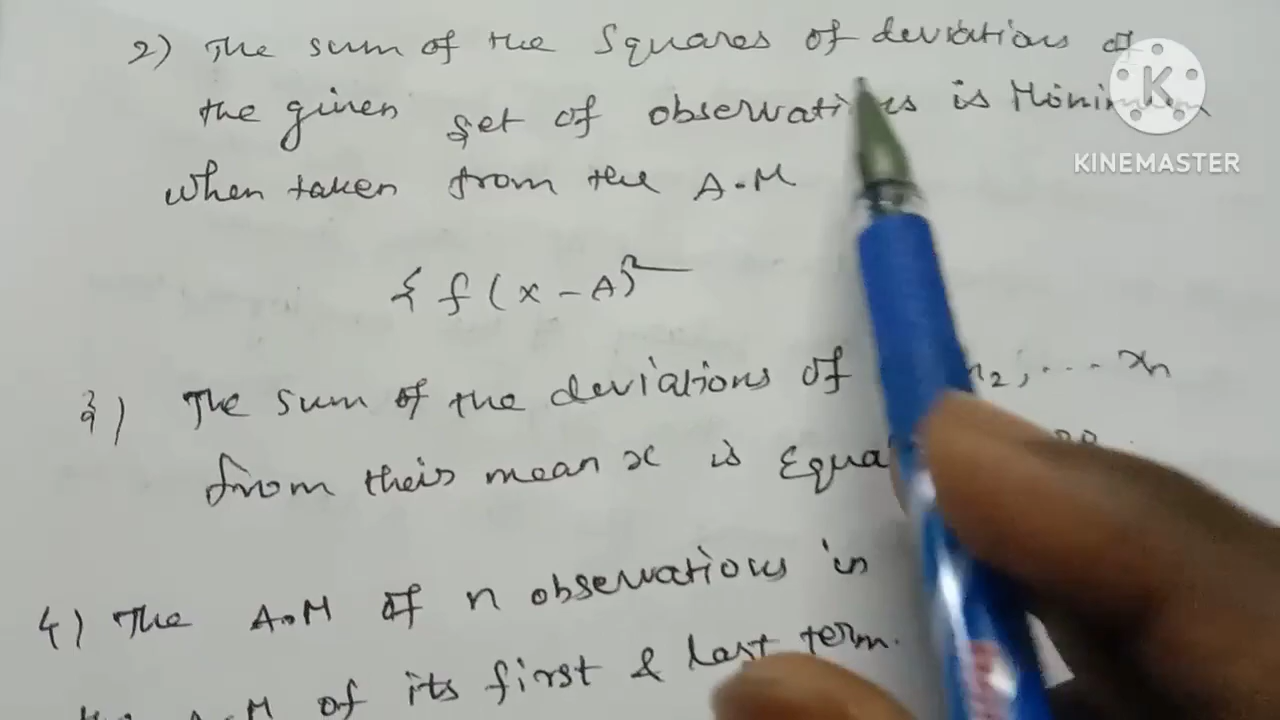 2) The sum of the Squares of deviations of
the given set of observations is
when taken from the A.M
Σ f(x-A)²
3) The sum of the deviations of x₂, ... xₙ
from their mean x is
4) The A.M of n observations in
A.M of its first & last term.
KINEMASTER